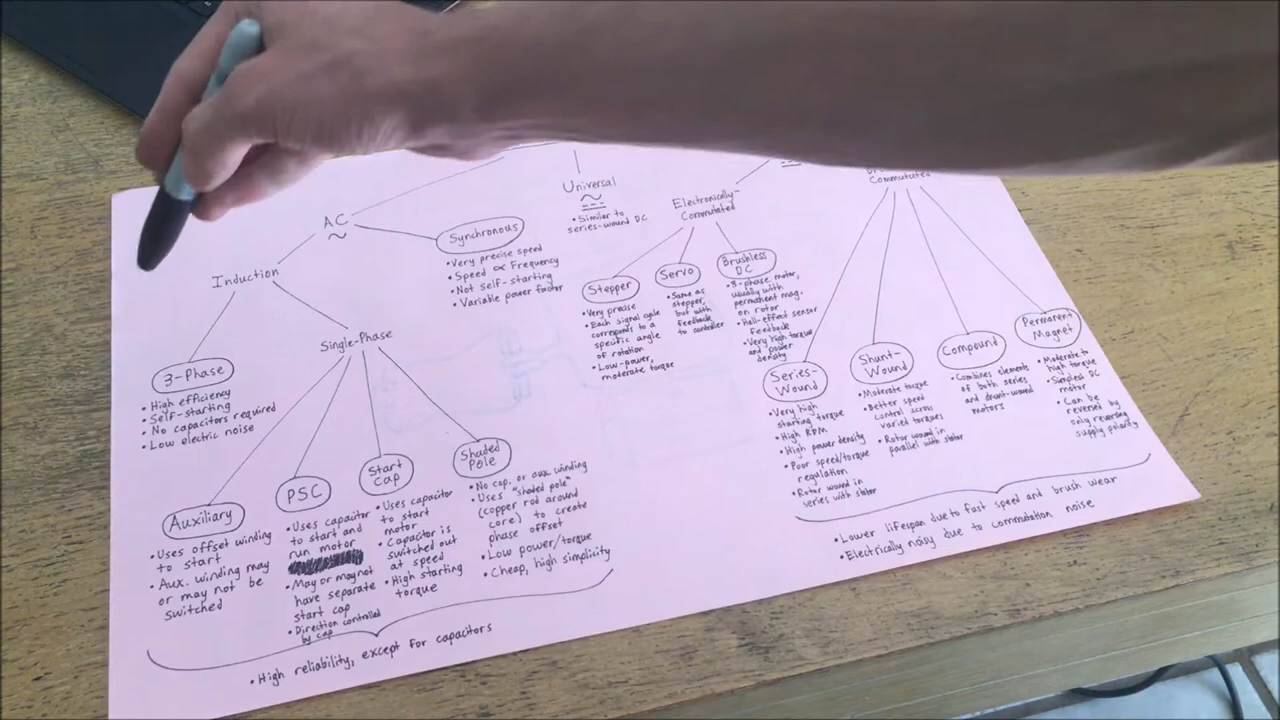 AC
~
Universal
~
• Similar to
series-wound DC
Electronically-
Commutated
Commutated
Induction
Synchronous
• Very precise speed
• Speed ∝ Frequency
• Not self-starting
• Variable power factor
Stepper
• Very precise
• Each signal cycle
corresponds to a
specific angle
of rotation
• Low-power,
moderate torque
Servo
• Same as
stepper,
but with
feedback
to controller
Brushless
DC
• 3-phase motor,
usually with
permanent mag.
on rotor
• Hall-effect sensor
feedback
• Very high torque
and power
density
3-Phase
• High efficiency
• Self-starting
• No capacitors required
• Low electric noise
Single-Phase
Auxiliary
• Uses offset winding
to start
• Aux. winding may
or may not be
switched
PSC
• Uses capacitor
to start and
run motor
• May or may not
have separate
start cap
• Direction controlled
by cap
Start
Cap
• Uses capacitor
to start
motor
• Capacitor is
switched out
at speed
• High starting
torque
Shaded
Pole
• No cap. or aux. winding
• Uses "shaded pole"
(copper rod around
core) to create
phase offset
• Low power/torque
• Cheap, high simplicity
• High reliability, except for capacitors
Series-
Wound
• Very high
starting torque
• High RPM
• High power density
• Poor speed/torque
regulation
• Rotor wound in
series with stator
Shunt-
Wound
• Moderate torque
• Better speed
control across
varied torques
• Rotor wound in
parallel with stator
Compound
• Combines elements
of both series
and shunt-wound
motors
Permanent
Magnet
• Moderate to
high torque
• Simplest DC
motor
• Can be
reversed by
only reversing
supply polarity
• Lower lifespan due to fast speed and brush wear
• Electrically noisy due to commutation noise